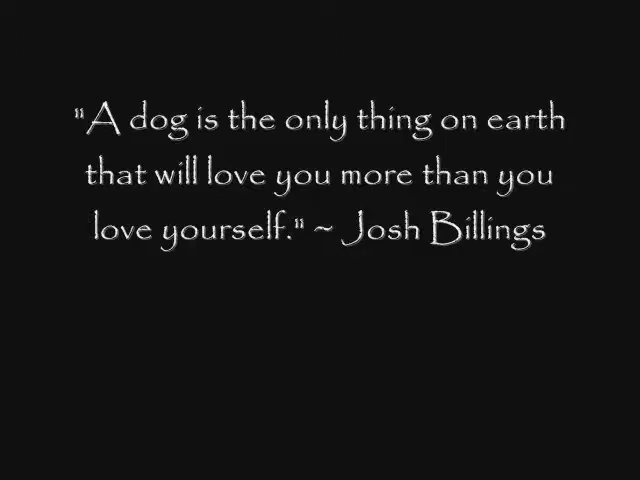 "A dog is the only thing on earth
that will love you more than you
love yourself." ~ Josh Billings